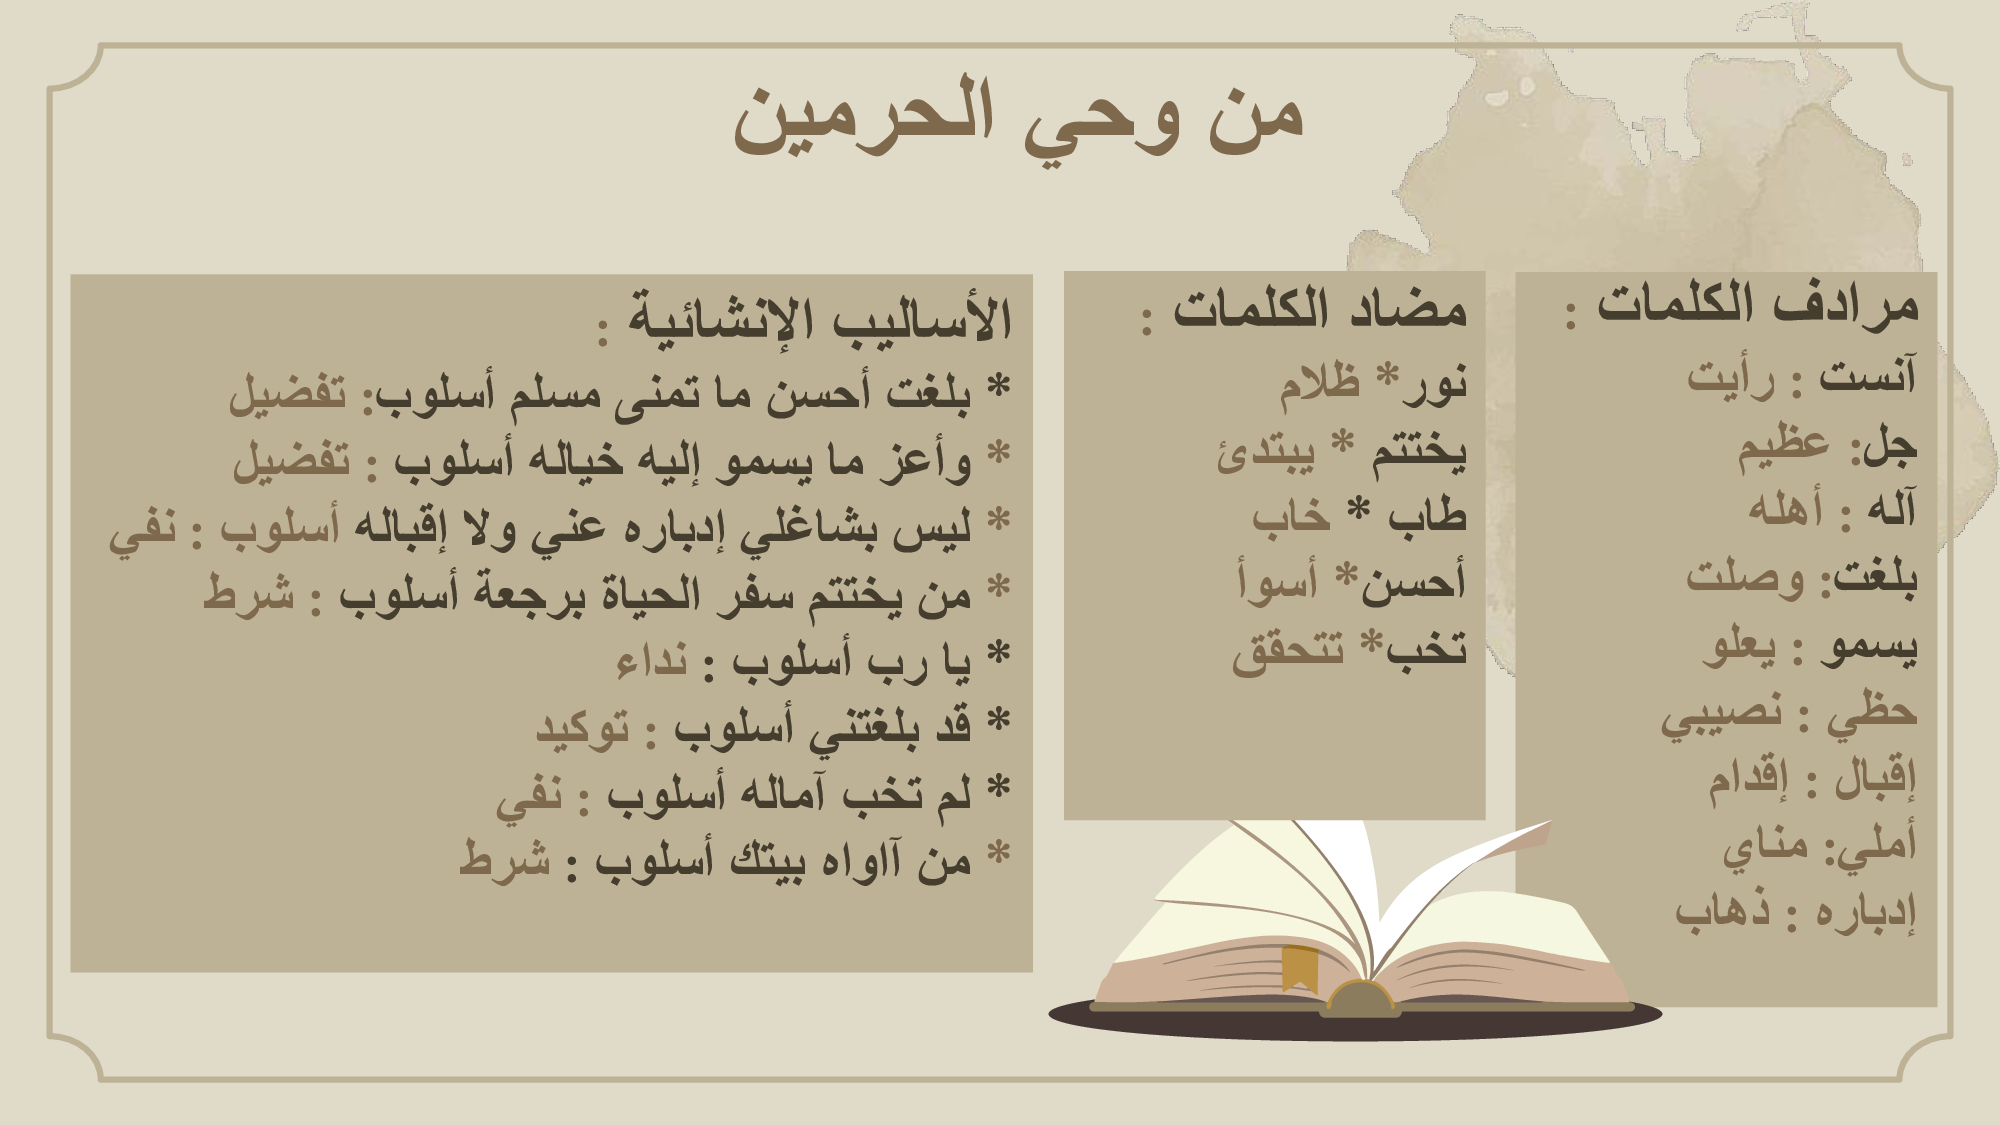 من وحي الحرمين
مرادف الكلمات :
آنست : رأيت
جل: عظيم
آله : أهله
بلغت: وصلت
يسمو : يعلو
حظي : نصيبي
إقبال : إقدام
أملي: مناي
إدباره : ذهاب
مضاد الكلمات :
نور* ظلام
يختتم * يبتدئ
طاب * خاب
أحسن* أسوأ
تخب* تتحقق
الأساليب الإنشائية :
* بلغت أحسن ما تمنى مسلم أسلوب: تفضيل
* وأعز ما يسمو إليه خياله أسلوب : تفضيل
* ليس بشاغلي إدباره عني ولا إقباله أسلوب : نفي
* من يختتم سفر الحياة برجعة أسلوب : شرط
* يا رب أسلوب : نداء
* قد بلغتني أسلوب : توكيد
* لم تخب آماله أسلوب : نفي
* من آاواه بيتك أسلوب : شرط